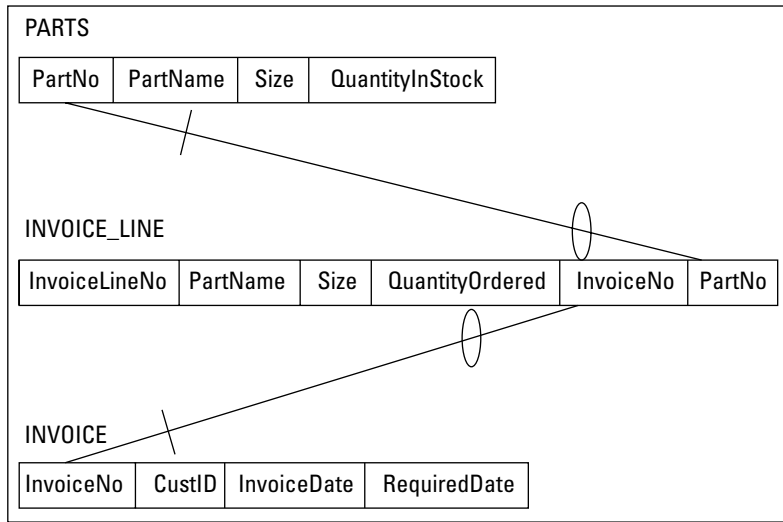 PARTS
PartNo PartName Size QuantityInStock
INVOICE_LINE
InvoiceLineNo PartName Size QuantityOrdered InvoiceNo PartNo
INVOICE
InvoiceNo CustID InvoiceDate RequiredDate